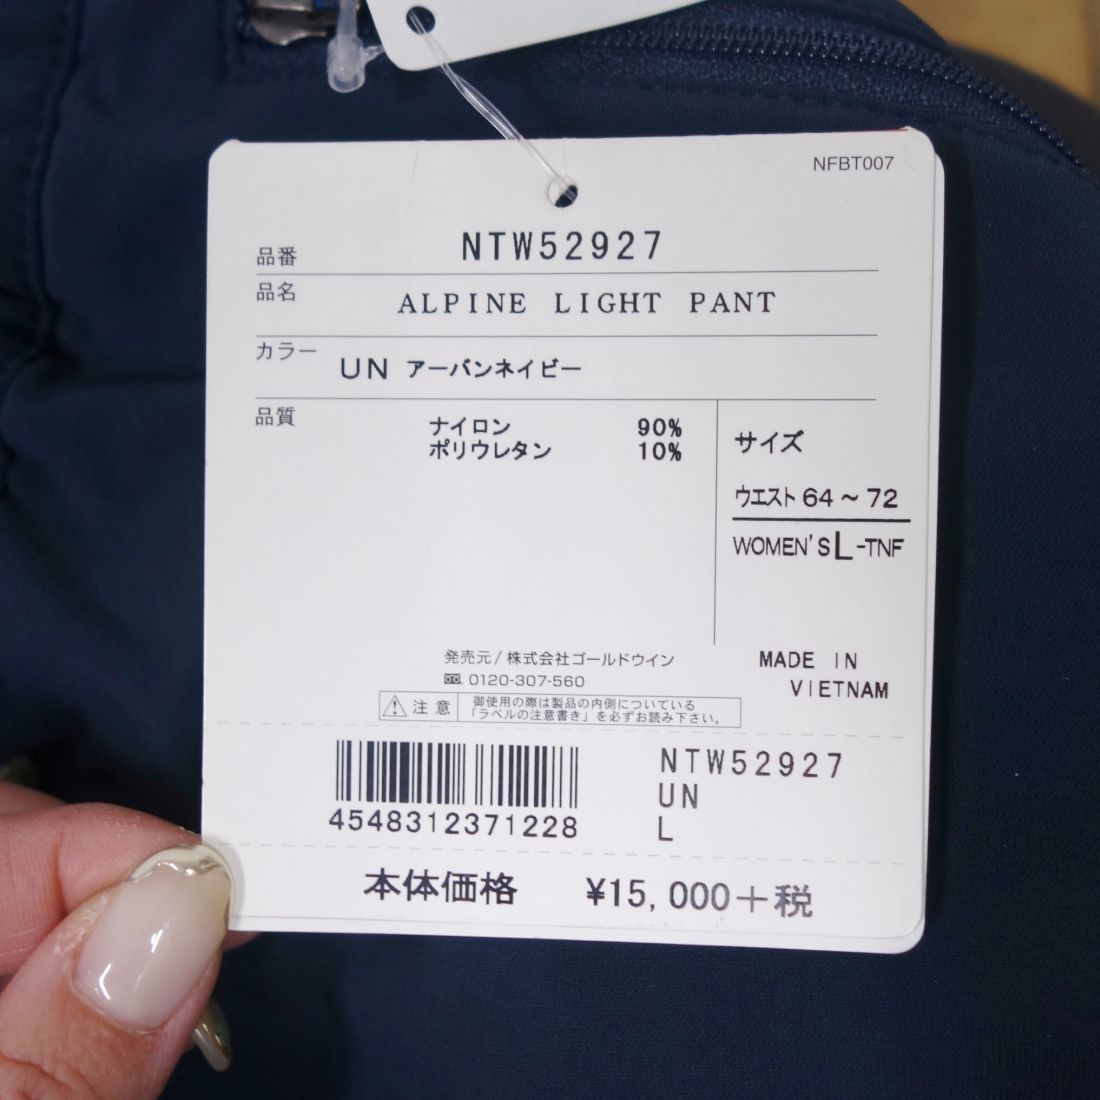 NFBT007
品番 NTW52927
品名 ALPINE LIGHT PANT
カラー UN アーバンネイビー
品質 ナイロン 90%
ポリウレタン 10%
サイズ
ウエスト 64 ~ 72
WOMEN'S L-TNF
発売元/株式会社ゴールドウイン
0120-307-560
MADE IN
VIETNAM
注意 御使用の際は製品の内側についている
「ラベルの注意書き」を必ずお読み下さい。
4548312371228
NTW52927
UN
L
本体価格 ¥15,000+税